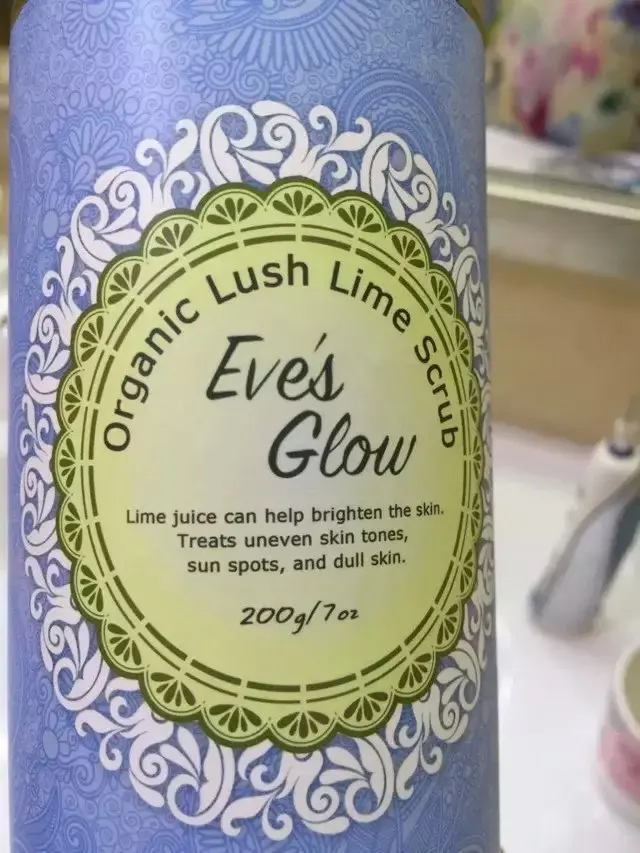 Organic Lush Lime Scrub
Eve's
Glow
Lime juice can help brighten the skin.
Treats uneven skin tones,
sun spots, and dull skin.
200g/7oz